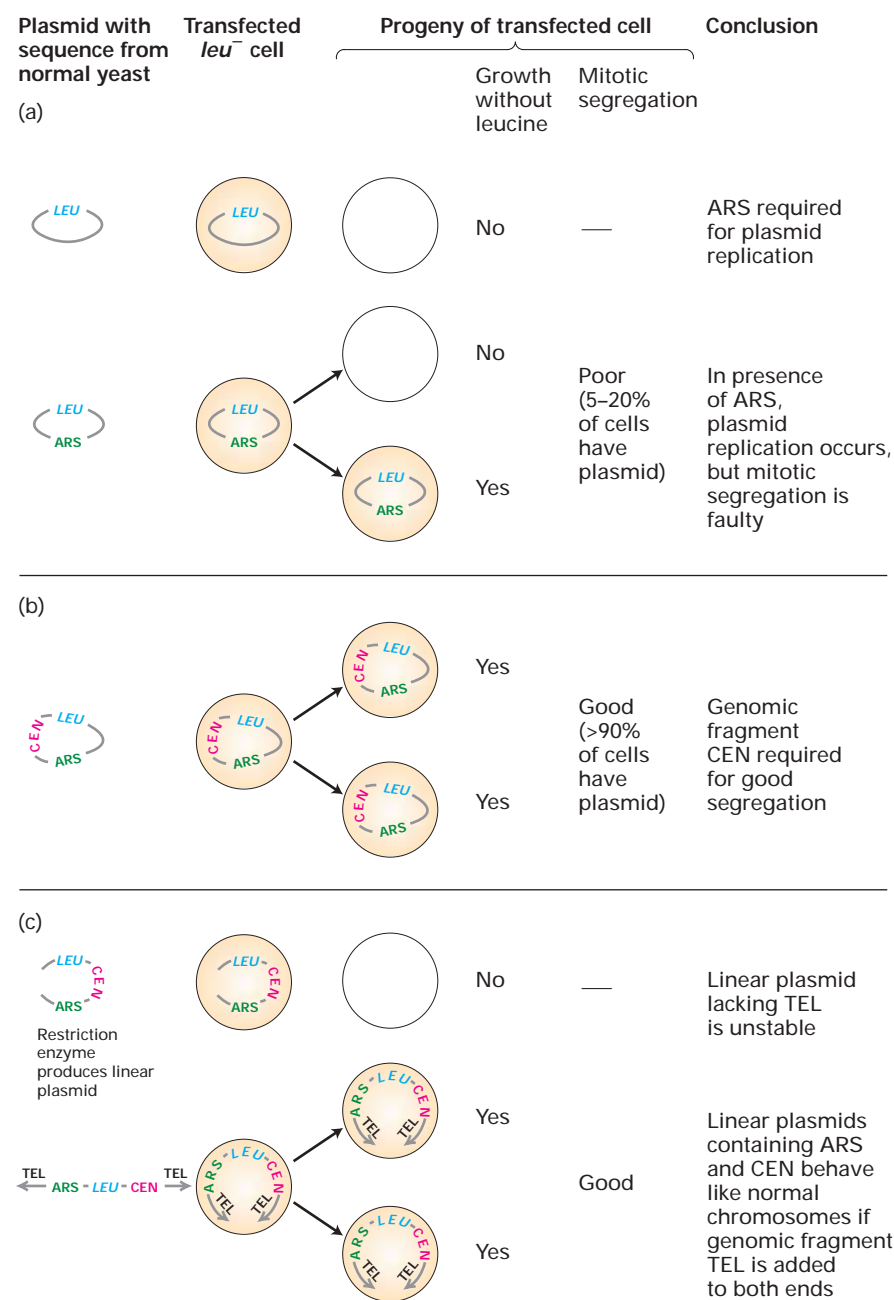 Plasmid with
sequence from
normal yeast
Transfected
leu– cell
Progeny of transfected cell
Conclusion
Growth
without
leucine
Mitotic
segregation
(a)
LEU
LEU
No
—
ARS required
for plasmid
replication
LEU
ARS
LEU
ARS
No
LEU
ARS
Yes
Poor
(5–20%
of cells
have
plasmid)
In presence
of ARS,
plasmid
replication occurs,
but mitotic
segregation is
faulty
(b)
CEN
LEU
ARS
CEN
LEU
ARS
CEN
LEU
ARS
Yes
CEN
LEU
ARS
Yes
Good
(>90%
of cells
have
plasmid)
Genomic
fragment
CEN required
for good
segregation
(c)
LEU
CEN
ARS
Restriction
enzyme
produces linear
plasmid
LEU
CEN
ARS
No
—
Linear plasmid
lacking TEL
is unstable
TEL
ARS
LEU
CEN
TEL
ARS
LEU
CEN
TEL
TEL
ARS
LEU
CEN
TEL
TEL
Yes
ARS
LEU
CEN
TEL
TEL
Yes
Good
Linear plasmids
containing ARS
and CEN behave
like normal
chromosomes if
genomic fragment
TEL is added
to both ends